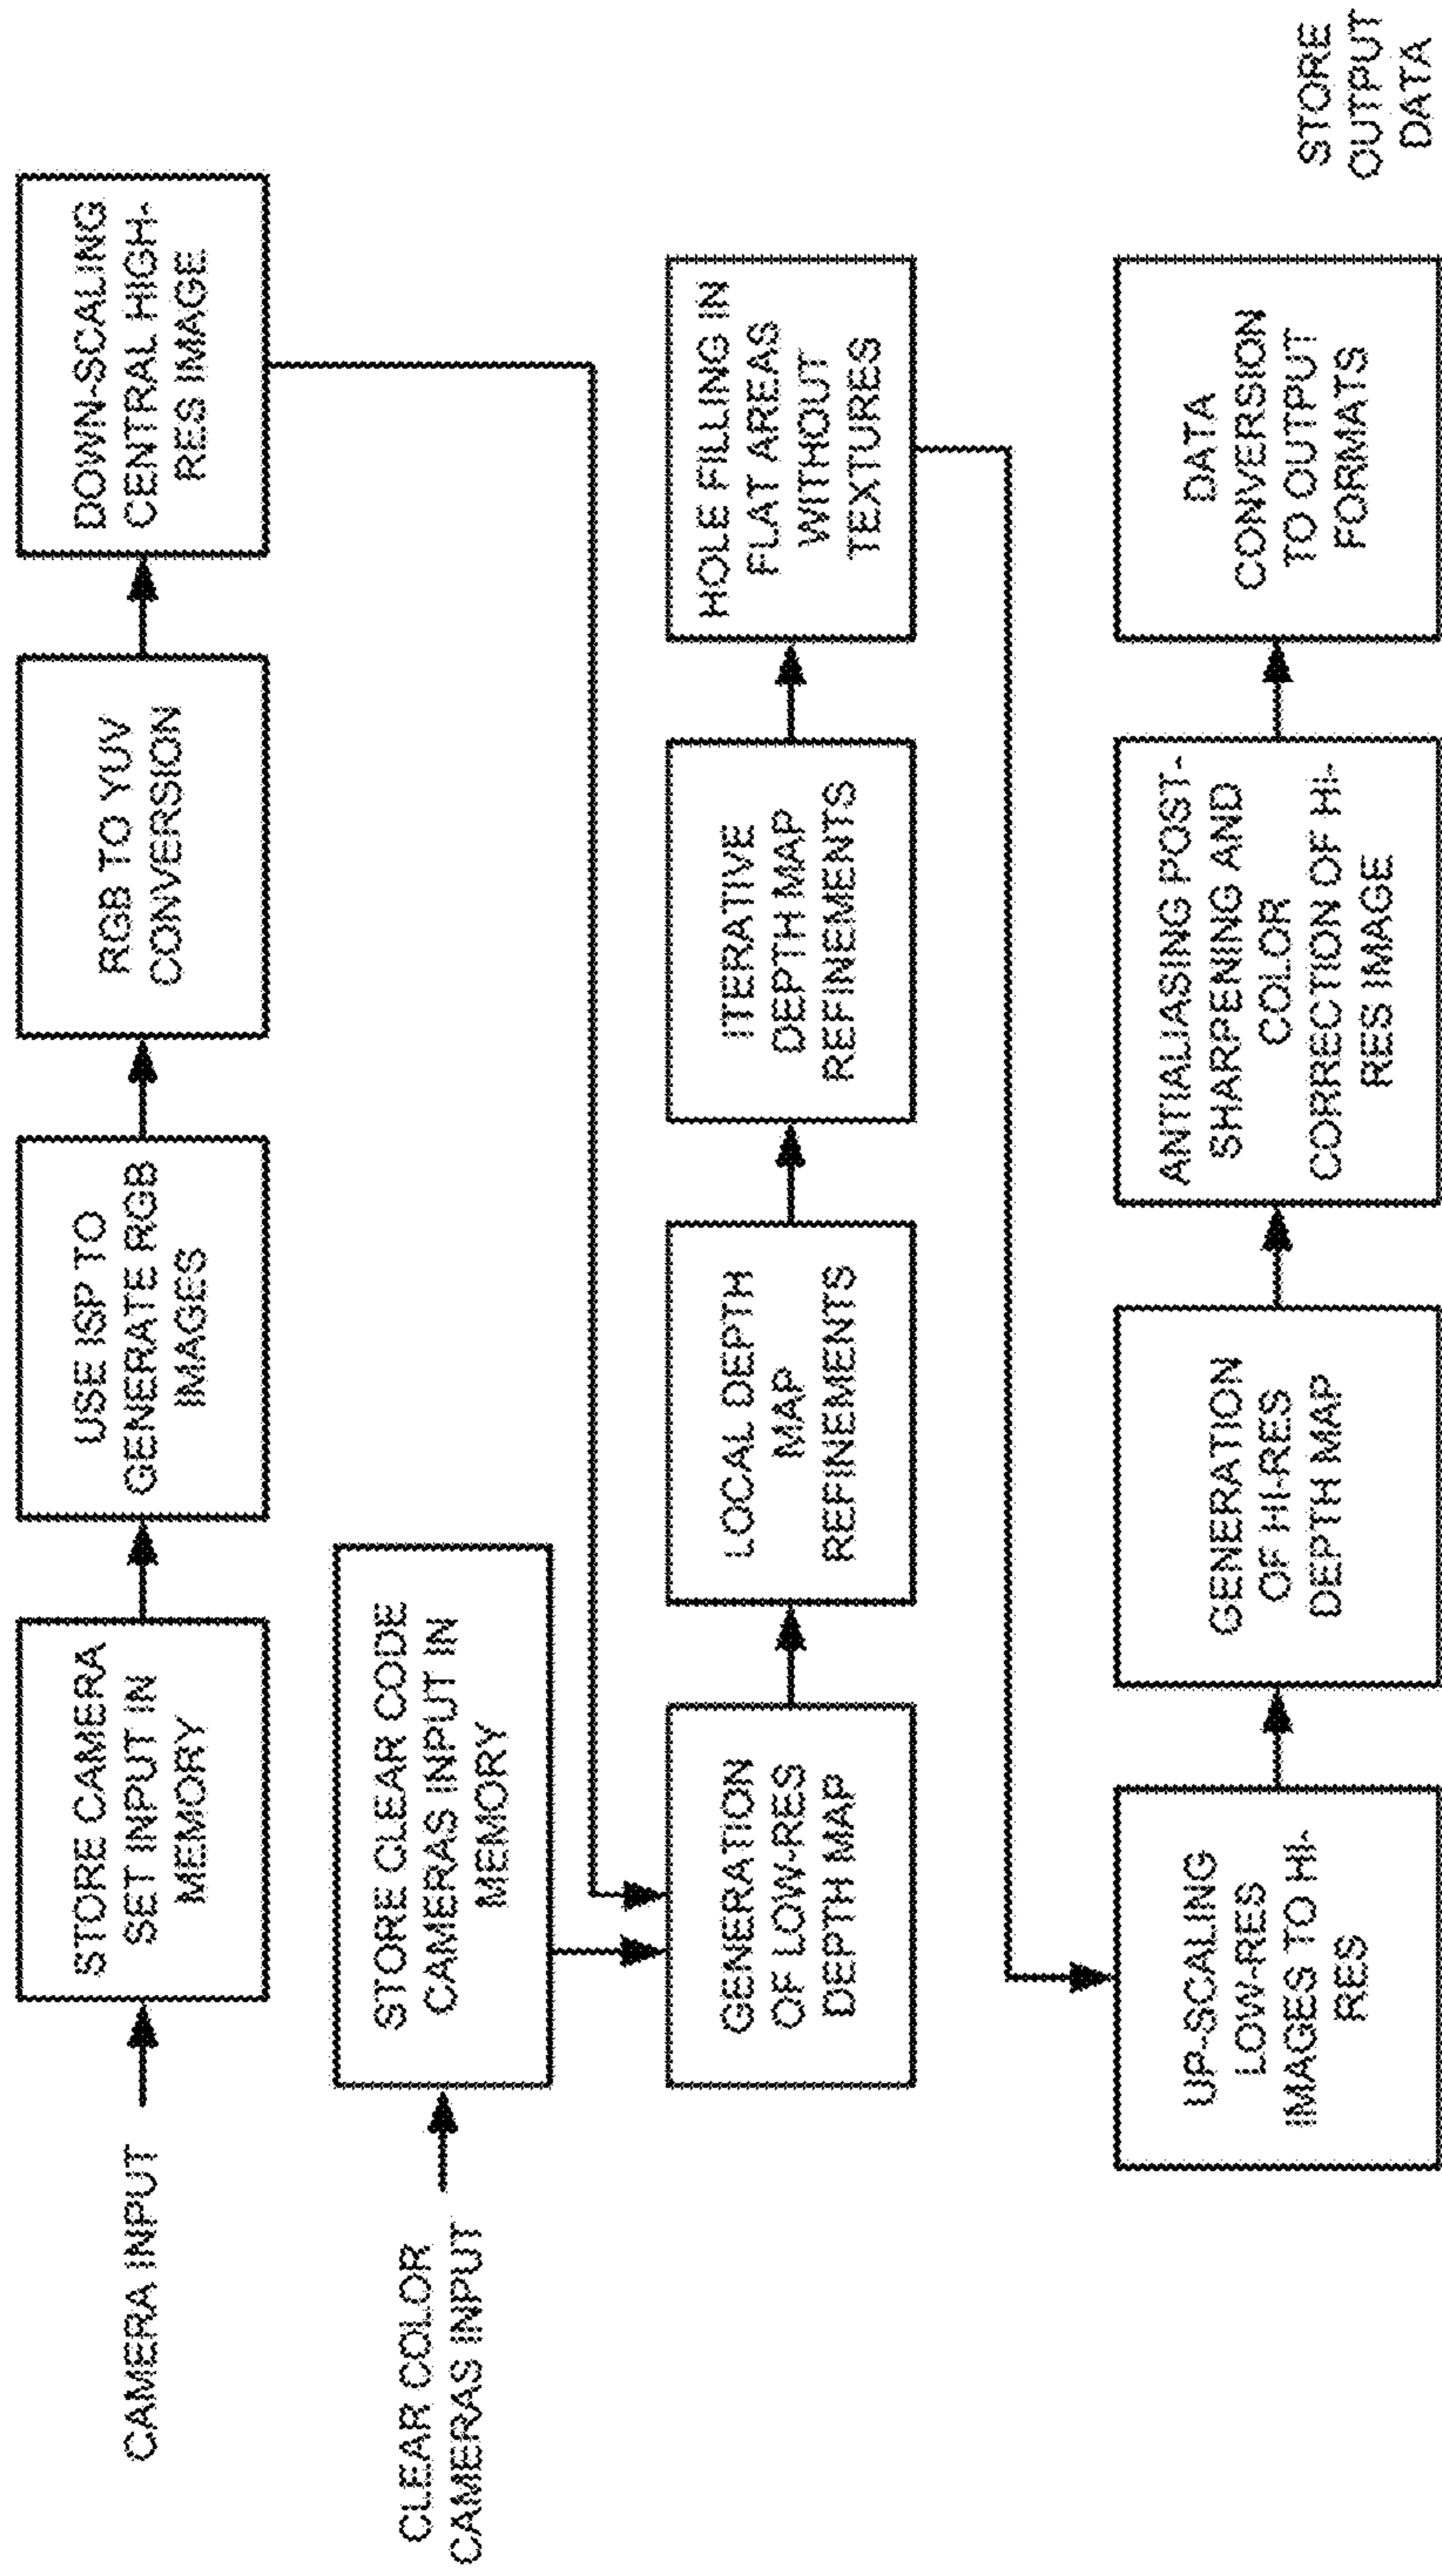 CAMERA INPUT
STORE CAMERA
SET INPUT IN
MEMORY
USE ISP TO
GENERATE RGB
IMAGES
RGB TO YUV
CONVERSION
DOWN-SCALING
CENTRAL HIGH-
RES IMAGE
CLEAR COLOR
CAMERAS INPUT
STORE CLEAR CODE
CAMERAS INPUT IN
MEMORY
GENERATION
OF LOW-RES
DEPTH MAP
LOCAL DEPTH
MAP
REFINEMENTS
ITERATIVE
DEPTH MAP
REFINEMENTS
HOLE FILLING IN
FLAT AREAS
WITHOUT
TEXTURES
UP-SCALING
LOW-RES
IMAGES TO HI-
RES
GENERATION
OF HI-RES
DEPTH MAP
ANTIALIASING POST-
SHARPENING AND
COLOR
CORRECTION OF HI-
RES IMAGE
DATA
CONVERSION
TO OUTPUT
FORMATS
STORE
OUTPUT
DATA